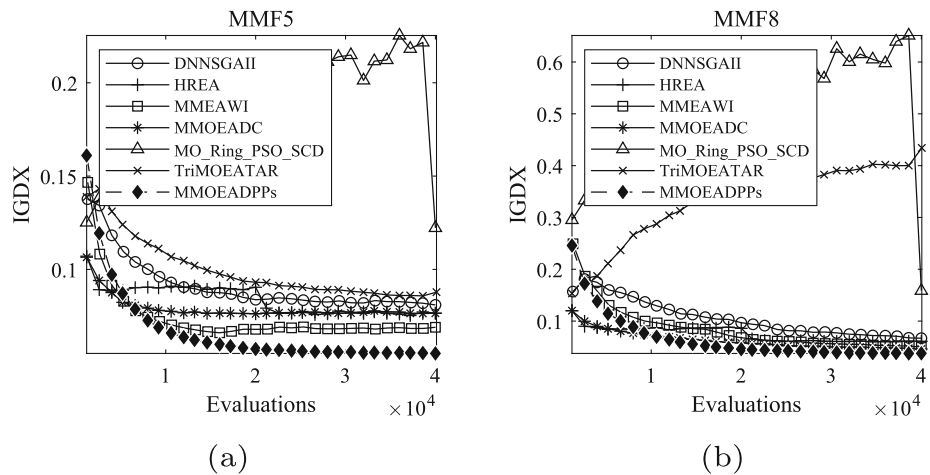 MMF5
IGDX
0.2
0.15
0.1
DNNSGAII
HREA
MMEAWI
MMOEADC
MO_Ring_PSO_SCD
TriMOEATAR
MMOEADPPs
1 2 3 4
Evaluations ×10^4
(a)
MMF8
IGDX
0.6
0.5
0.4
0.3
0.2
0.1
DNNSGAII
HREA
MMEAWI
MMOEADC
MO_Ring_PSO_SCD
TriMOEATAR
MMOEADPPs
1 2 3 4
Evaluations ×10^4
(b)